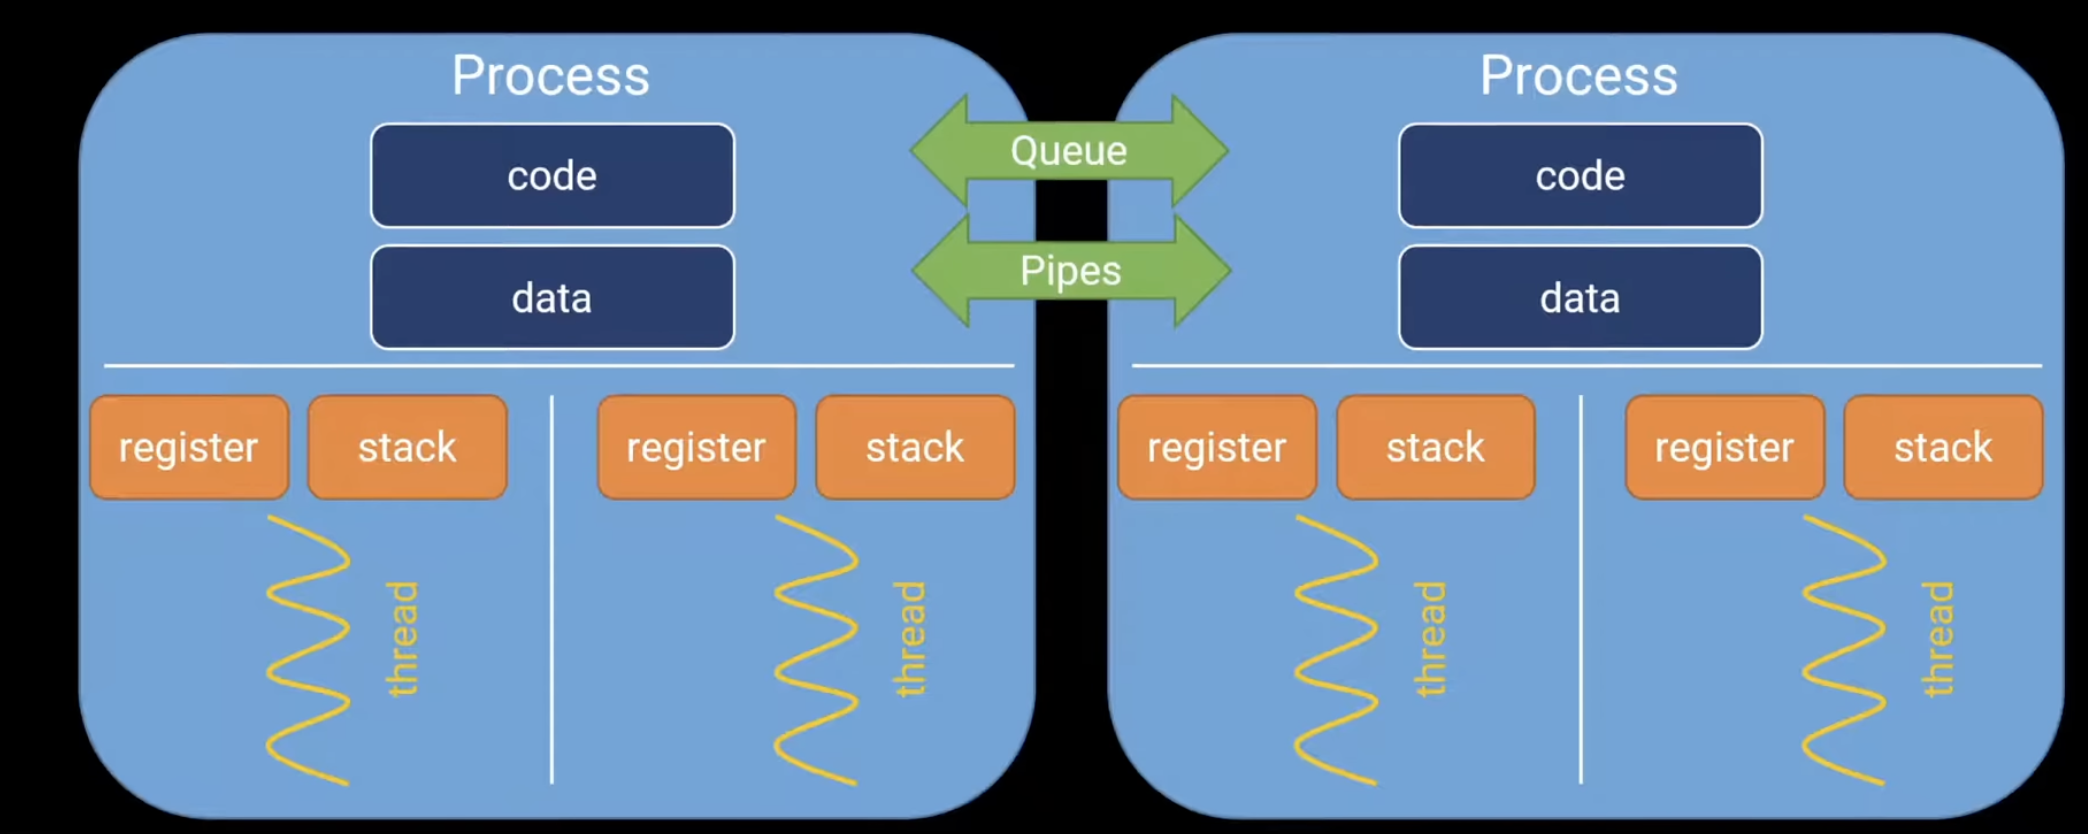 Process
code
data
register
stack
register
stack
thread
thread
Queue
Pipes
Process
code
data
register
stack
register
stack
thread
thread